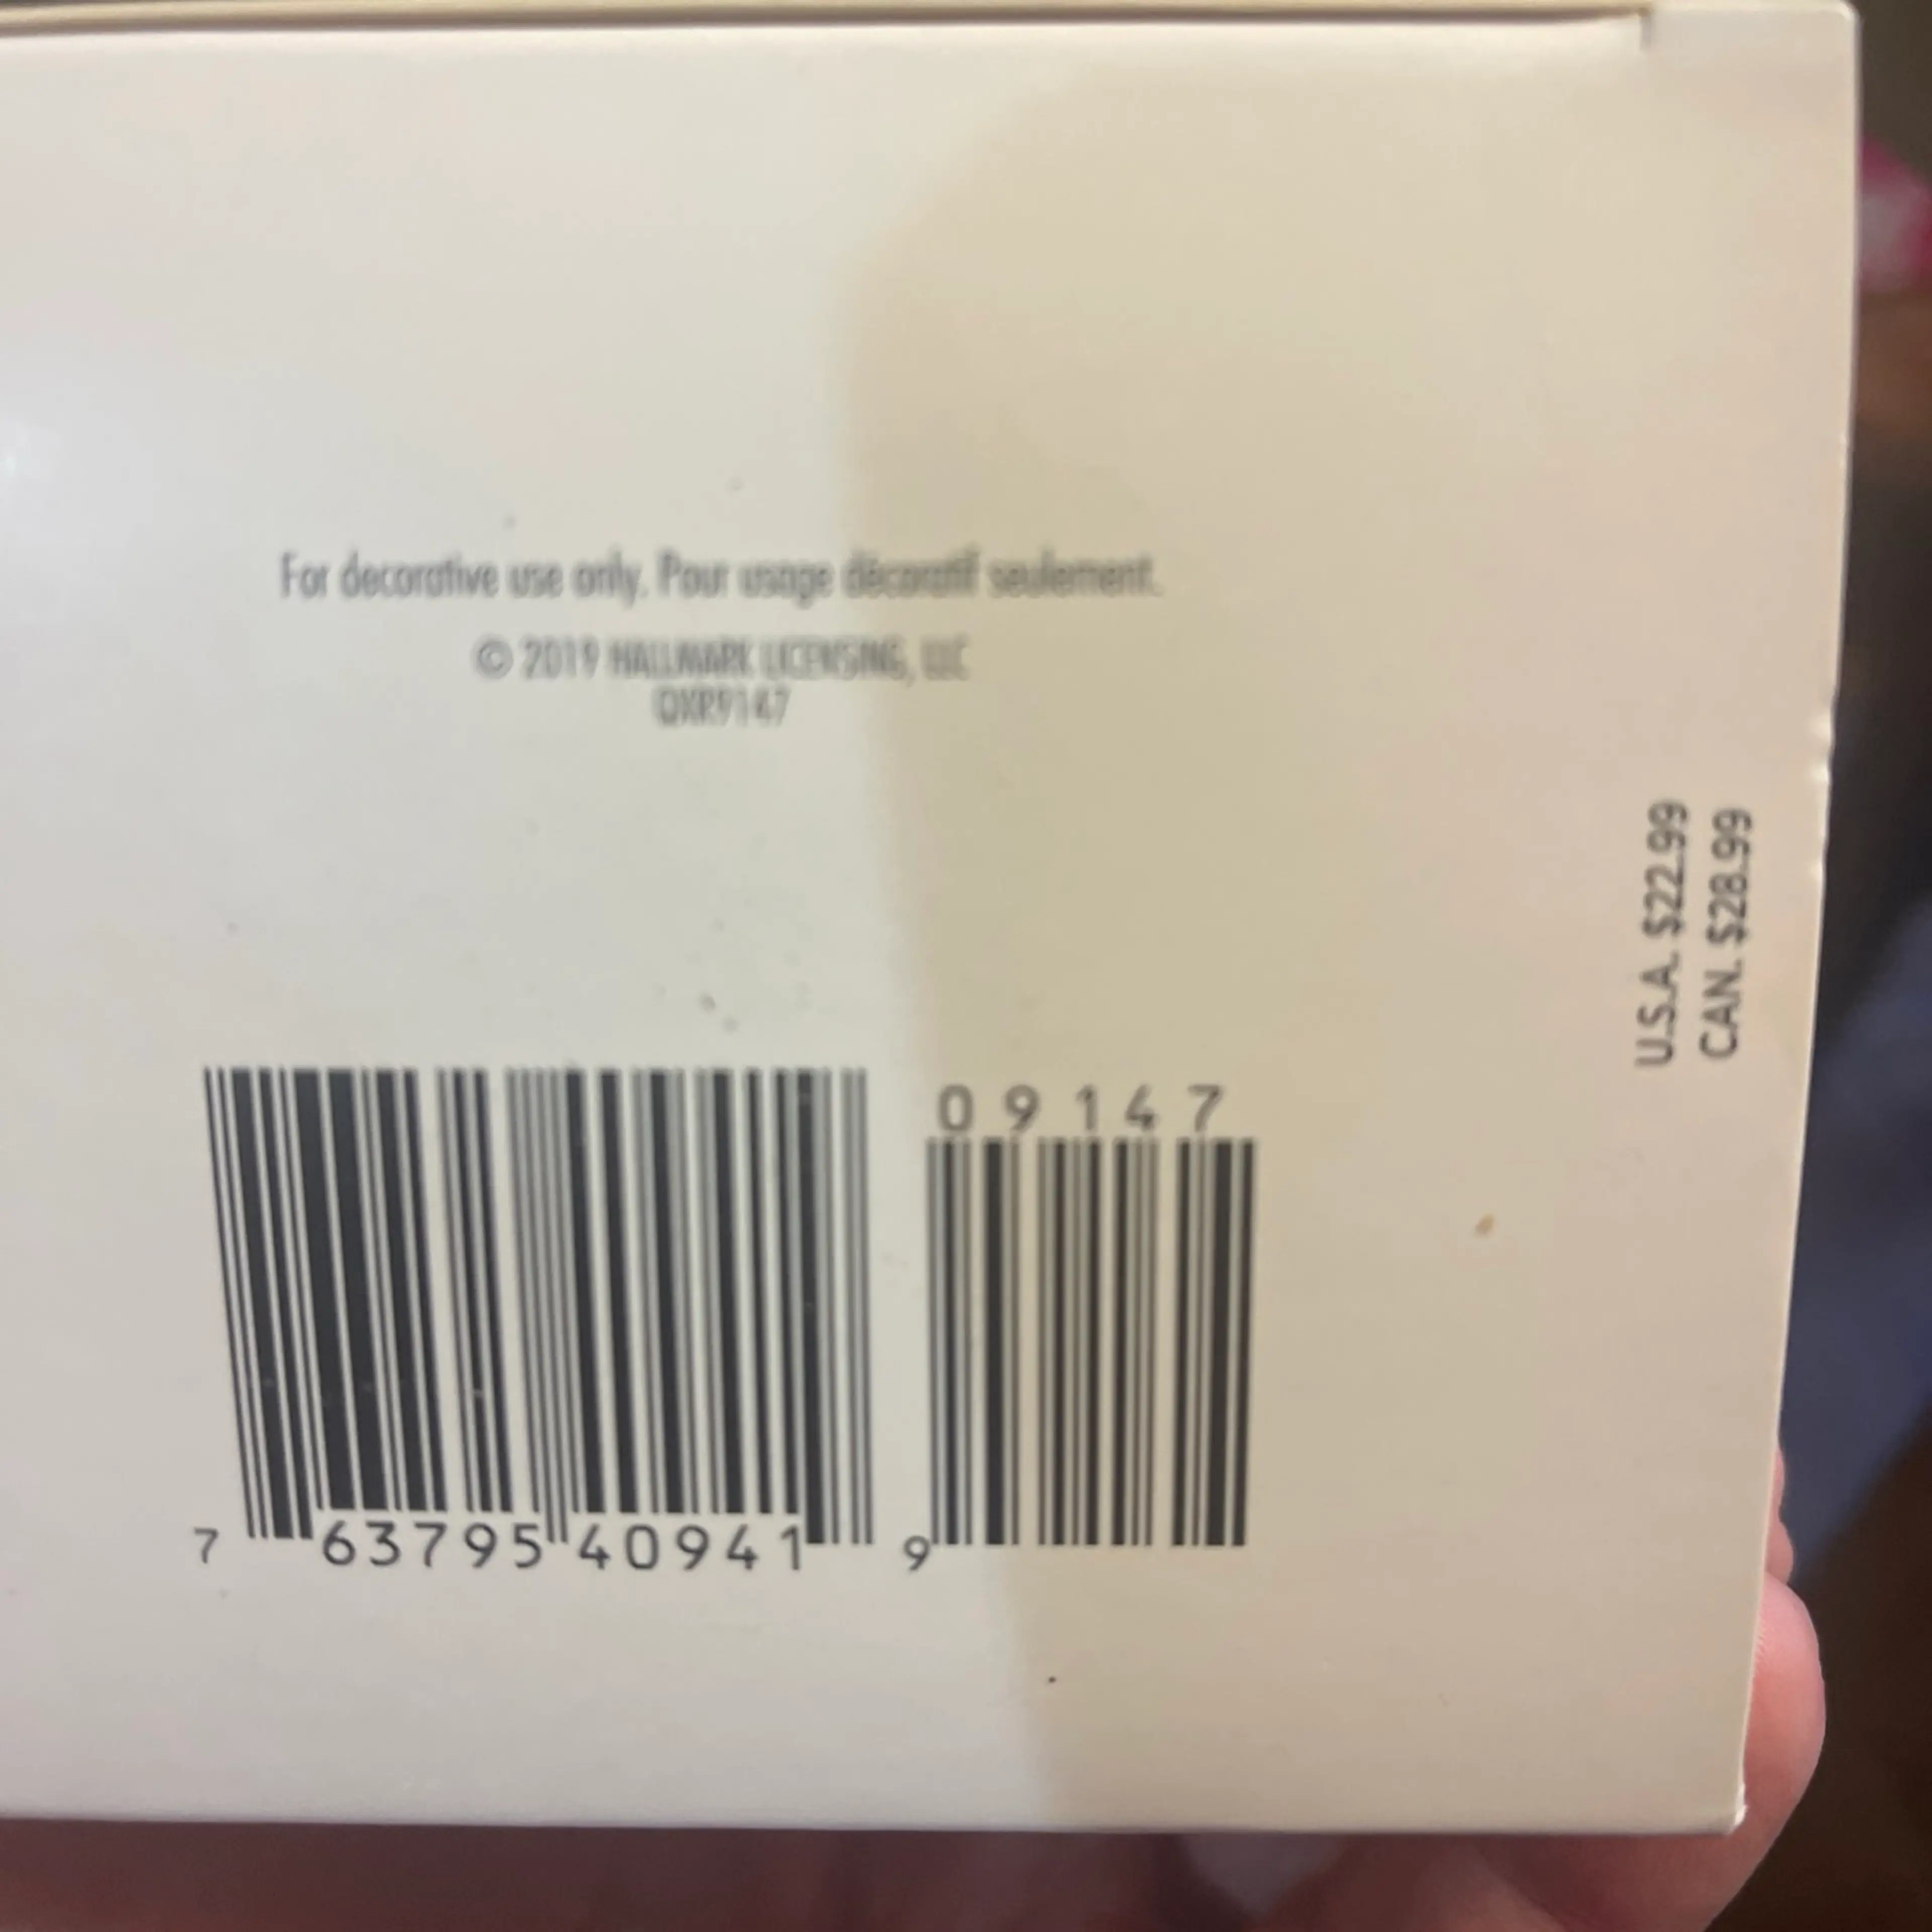 For decorative use only. Pour usage décoratif seulement.
© 2019 HALLMARK LICENSING, LLC
QXR9147
U.S.A. $22.99
CAN. $28.99
09147
7 63795 40941 9